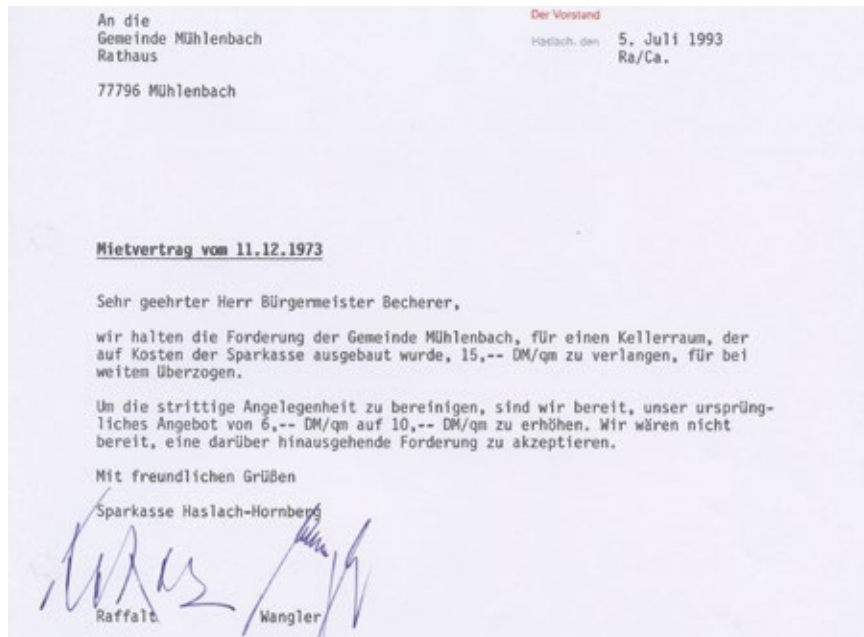 An die
Gemeinde Mühlenbach
Rathaus
77796 Mühlenbach
Der Vorstand
Haslach, den 5. Juli 1993
Ra/Ca.
Mietvertrag vom 11.12.1973
Sehr geehrter Herr Bürgermeister Becherer,
wir halten die Forderung der Gemeinde Mühlenbach, für einen Kellerraum, der
auf Kosten der Sparkasse ausgebaut wurde, 15,-- DM/qm zu verlangen, für bei
weitem überzogen.
Um die strittige Angelegenheit zu bereinigen, sind wir bereit, unser ursprüng-
liches Angebot von 6,-- DM/qm auf 10,-- DM/qm zu erhöhen. Wir wären nicht
bereit, eine darüber hinausgehende Forderung zu akzeptieren.
Mit freundlichen Grüßen
Sparkasse Haslach-Hornberg
Raffalt Wangler